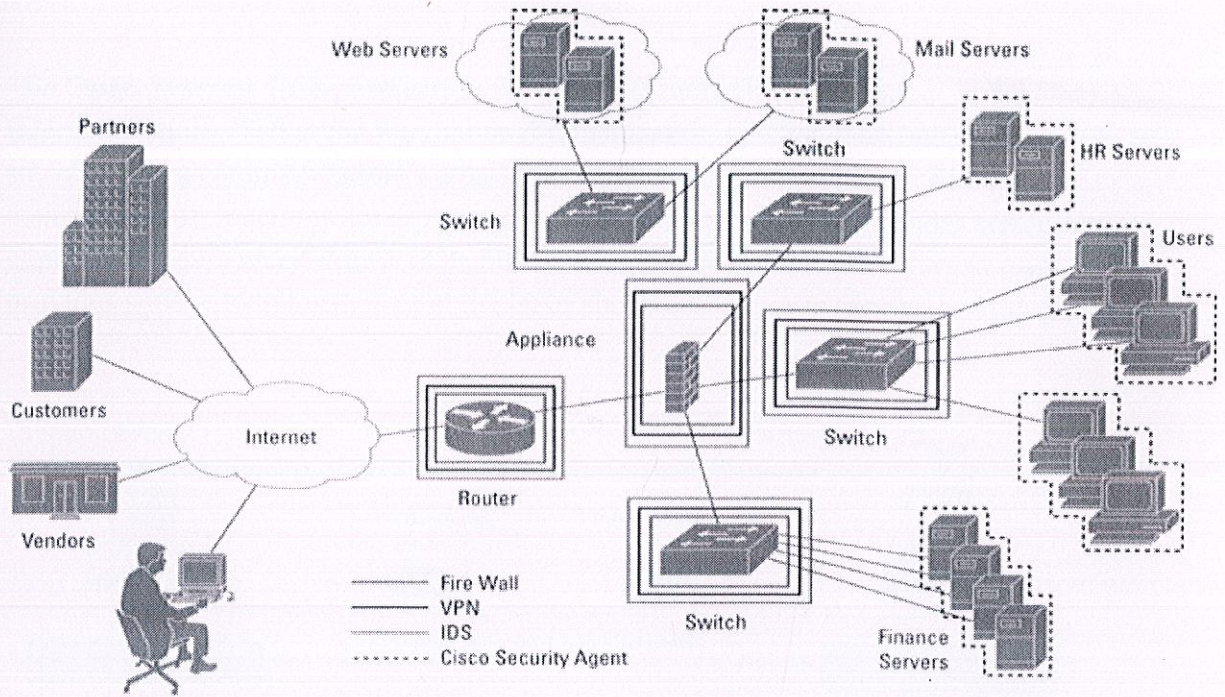 Web Servers
Mail Servers
Partners
Switch
HR Servers
Switch
Users
Appliance
Customers
Internet
Switch
Router
Vendors
Fire Wall
VPN
IDS
Cisco Security Agent
Switch
Finance
Servers